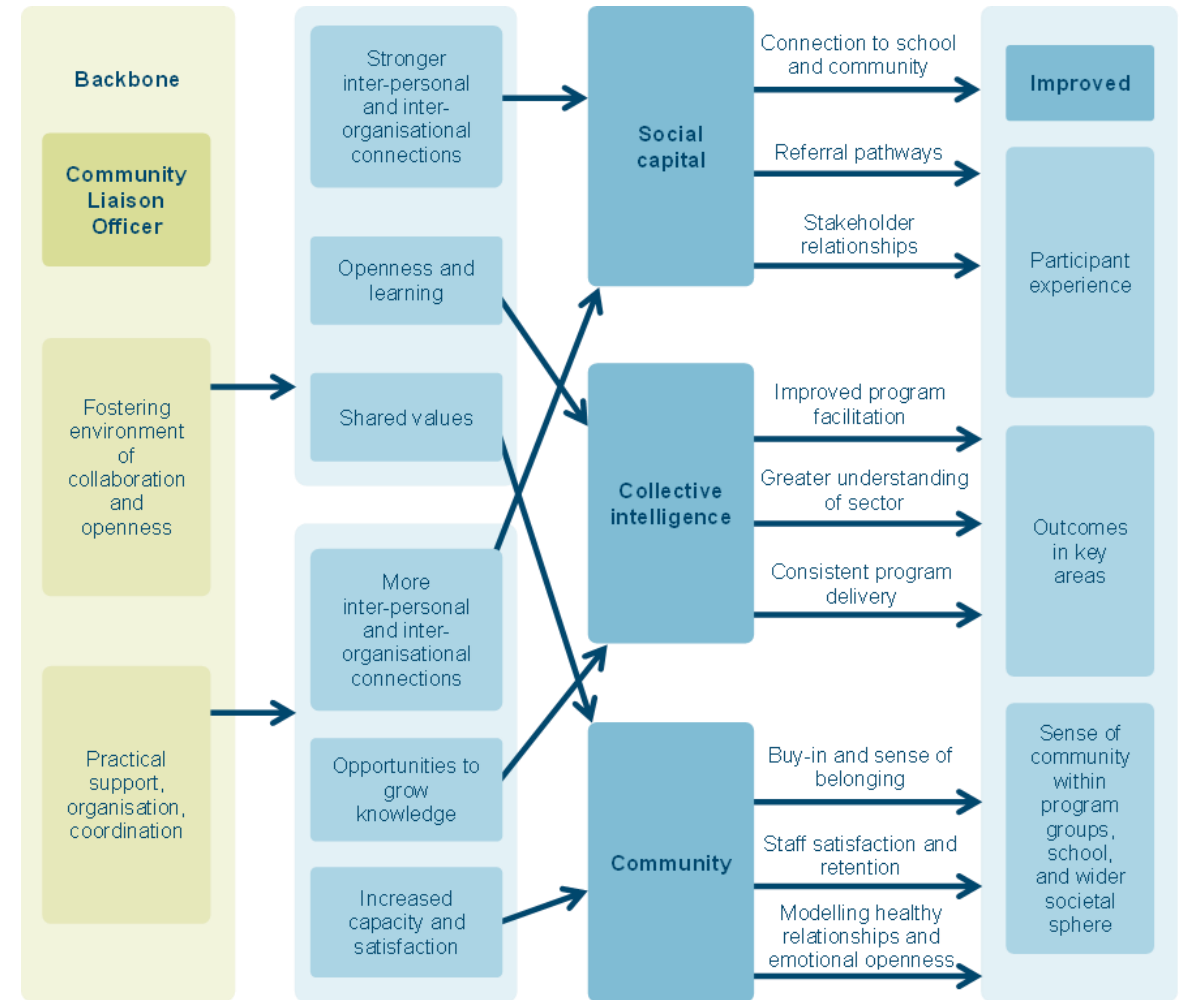 Backbone
Community
Liaison
Officer
Fostering
environment
of
collaboration
and
openness
Practical
support,
organisation,
coordination
Stronger
inter-personal
and inter-
organisational
connections
Openness and
learning
Shared values
More
inter-personal
and inter-
organisational
connections
Opportunities to
grow
knowledge
Increased
capacity and
satisfaction
Social
capital
Collective
intelligence
Community
Connection to school
and community
Referral pathways
Stakeholder
relationships
Improved program
facilitation
Greater understanding
of sector
Consistent program
delivery
Buy-in and sense of
belonging
Staff satisfaction and
retention
Modelling healthy
relationships and
emotional openness
Improved
Participant
experience
Outcomes
in key
areas
Sense of
community
within
program
groups,
school,
and wider
societal
sphere